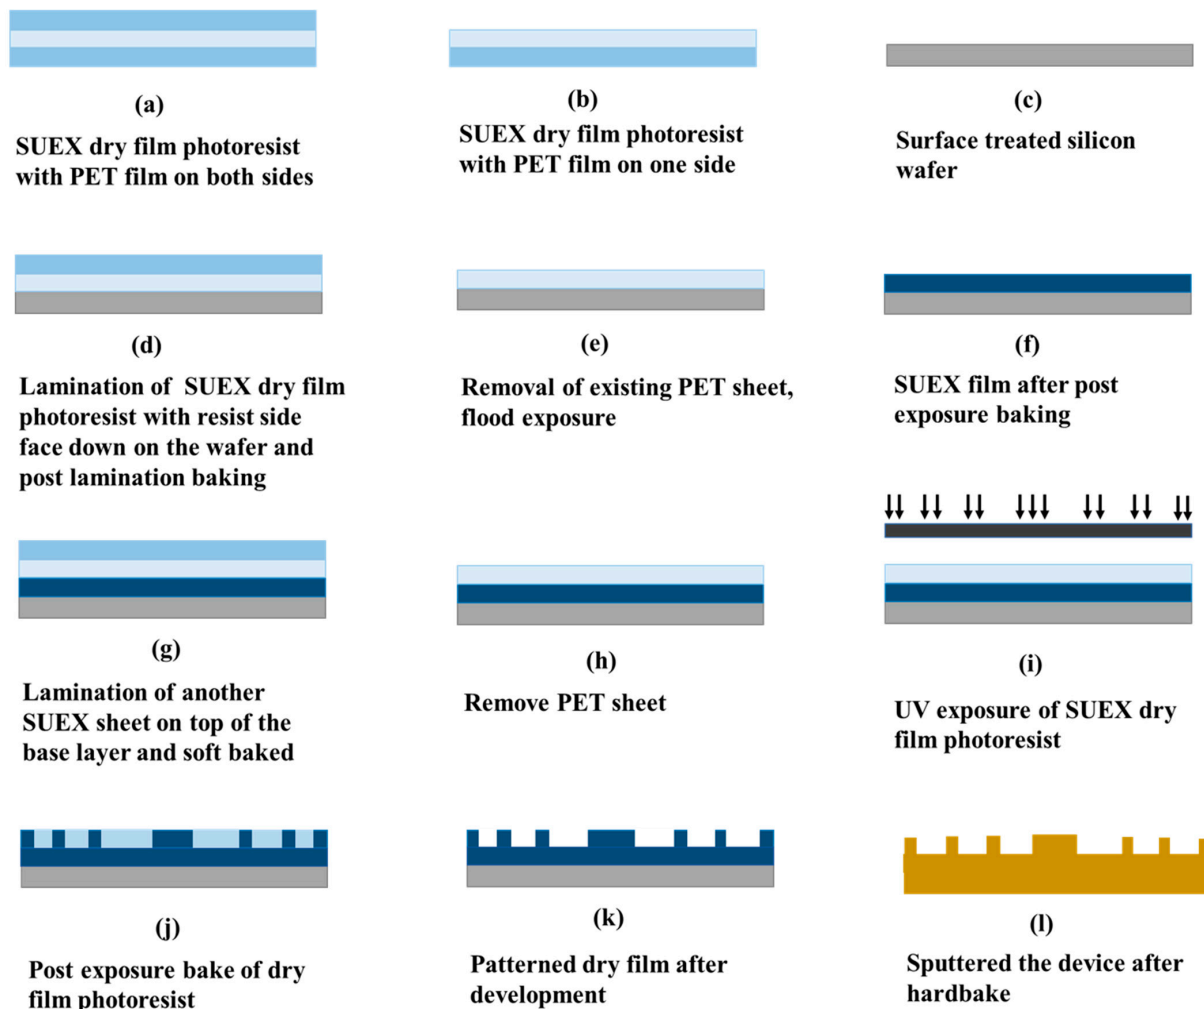 (a)
SUEX dry film photoresist
with PET film on both sides
(b)
SUEX dry film photoresist
with PET film on one side
(c)
Surface treated silicon
wafer
(d)
Lamination of SUEX dry film
photoresist with resist side
face down on the wafer and
post lamination baking
(e)
Removal of existing PET sheet,
flood exposure
(f)
SUEX film after post
exposure baking
(g)
Lamination of another
SUEX sheet on top of the
base layer and soft baked
(h)
Remove PET sheet
(i)
UV exposure of SUEX dry
film photoresist
(j)
Post exposure bake of dry
film photoresist
(k)
Patterned dry film after
development
(l)
Sputtered the device after
hardbake